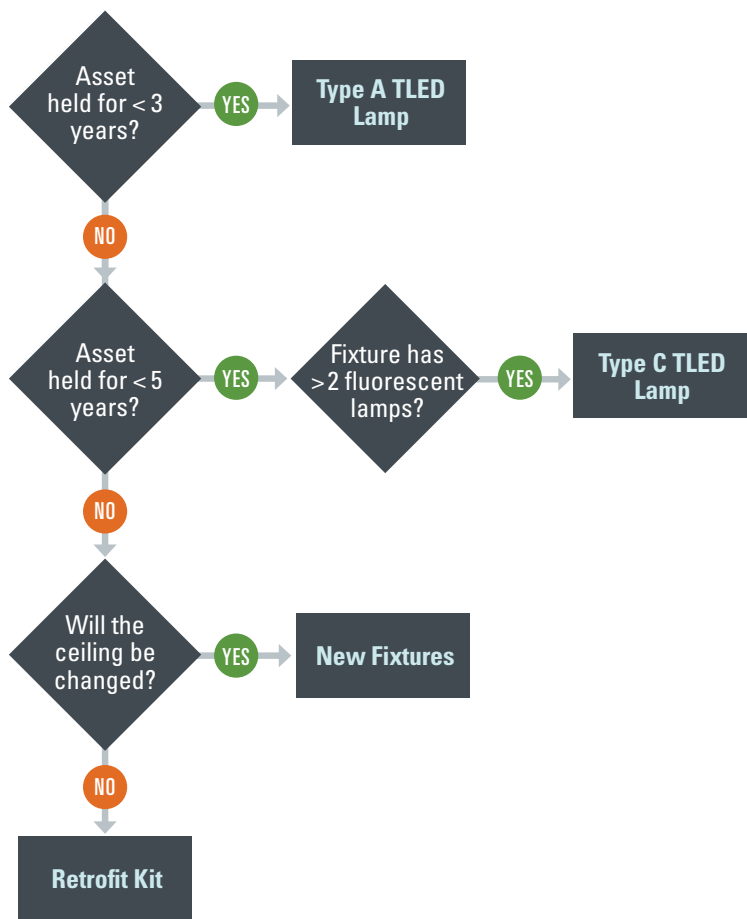 Asset
held for < 3
years?
YES
Type A TLED
Lamp
NO
Asset
held for < 5
years?
YES
Fixture has
>2 fluorescent
lamps?
YES
Type C TLED
Lamp
NO
Will the
ceiling be
changed?
YES
New Fixtures
NO
Retrofit Kit